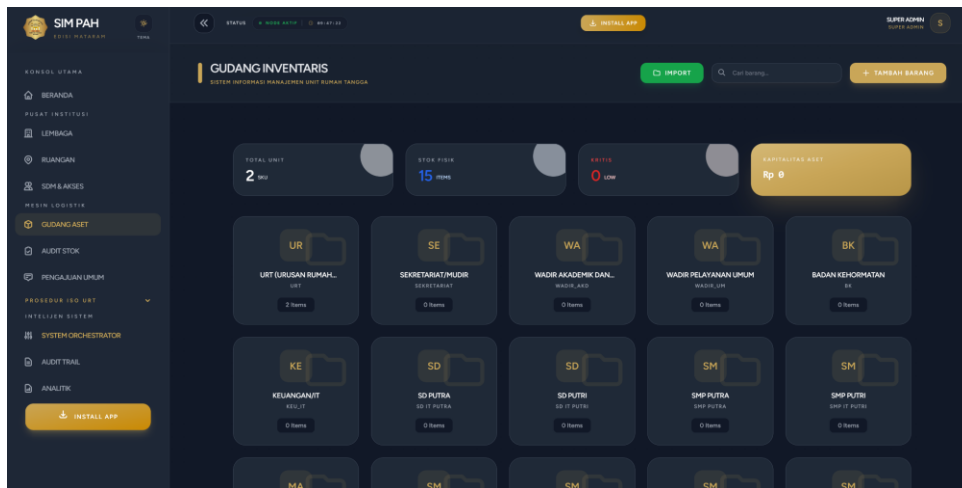 SIM PAH
EDISI MATARAM
TEMA
STATUS
NODE AKTIF
INSTALL APP
SUPER ADMIN
SUPER ADMIN
S
KONSOL UTAMA
BERANDA
PUSAT INSTITUSI
LEMBAGA
RUANGAN
SDM & AKSES
MESIN LOGISTIK
GUDANG ASET
AUDIT STOK
PENGAJUAN UMUM
PROSEDUR ISO URT
INTELIJEN SISTEM
SYSTEM ORCHESTRATOR
AUDIT TRAIL
ANALITIK
INSTALL APP
GUDANG INVENTARIS
SISTEM INFORMASI MANAJEMEN UNIT RUMAH TANGGA
IMPORT
Cari barang...
+ TAMBAH BARANG
TOTAL UNIT
2 SKU
STOK FISIK
15 ITEMS
KRITIS
0 LOW
KAPITALITAS ASET
Rp 0
UR
URT (URUSAN RUMAH...
URT
2 Items
SE
SEKRETARIAT/MUDIR
SEKRETARIAT
0 Items
WA
WADIR AKADEMIK DAN...
WADIR_AKD
0 Items
WA
WADIR PELAYANAN UMUM
WADIR_UM
0 Items
BK
BADAN KEHORMATAN
BK
0 Items
KE
KEUANGAN/IT
KEU_IT
0 Items
SD
SD PUTRA
SD IT PUTRA
0 Items
SD
SD PUTRI
SD IT PUTRI
0 Items
SM
SMP PUTRA
SMP PUTRA
0 Items
SM
SMP PUTRI
SMP IT PUTRI
0 Items
MA
SM
SM
SM
SM